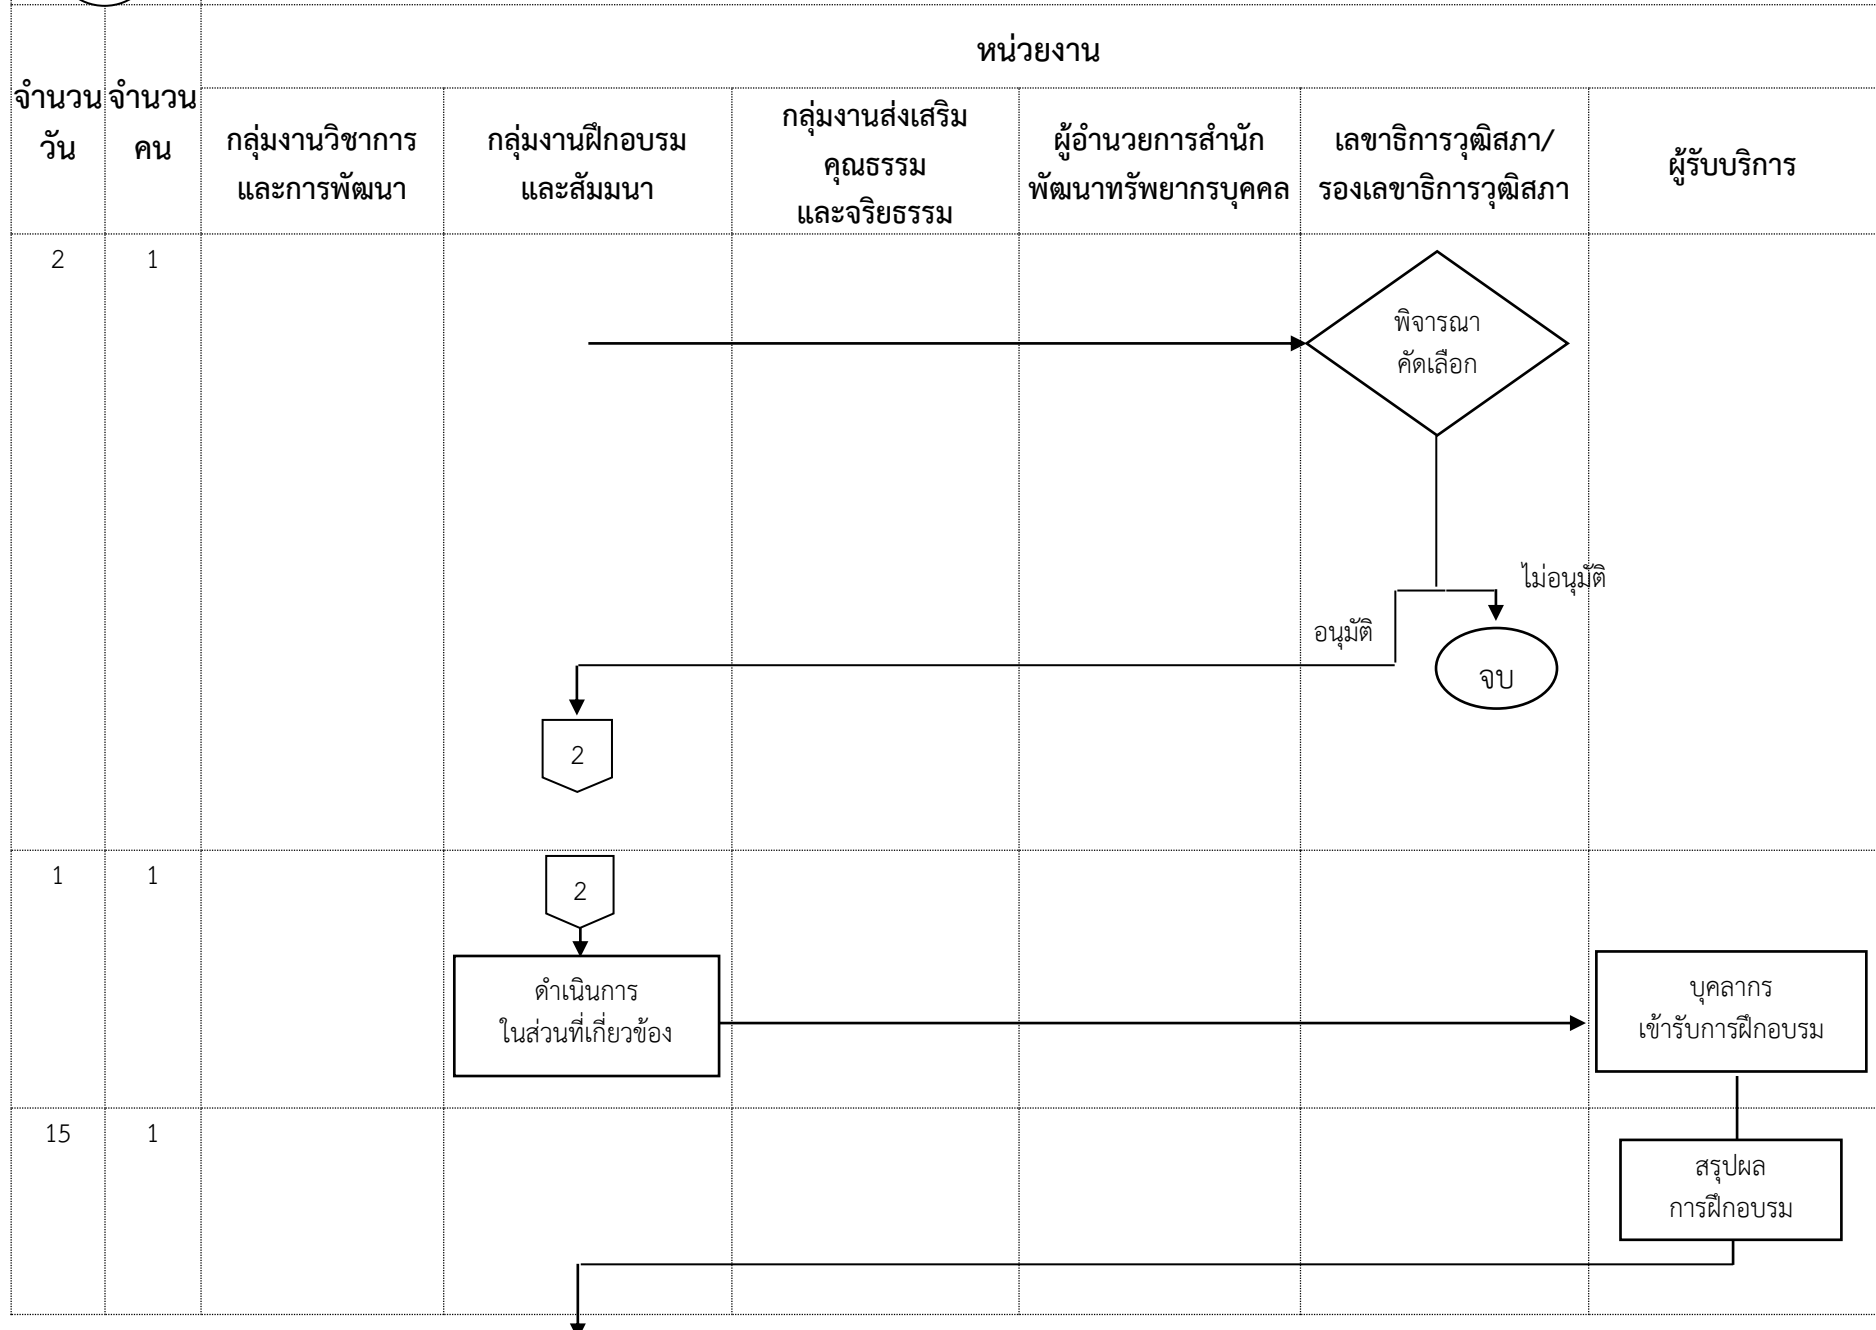 หน่วยงาน
จำนวน
วัน
จำนวน
คน
กลุ่มงานวิชาการ
และการพัฒนา
กลุ่มงานฝึกอบรม
และสัมมนา
กลุ่มงานส่งเสริม
คุณธรรม
และจริยธรรม
ผู้อำนวยการสำนัก
พัฒนาทรัพยากรบุคคล
เลขาธิการวุฒิสภา/
รองเลขาธิการวุฒิสภา
ผู้รับบริการ
2
1
พิจารณา
คัดเลือก
ไม่อนุมัติ
อนุมัติ
จบ
2
1
1
2
ดำเนินการ
ในส่วนที่เกี่ยวข้อง
บุคลากร
เข้ารับการฝึกอบรม
15
1
สรุปผล
การฝึกอบรม